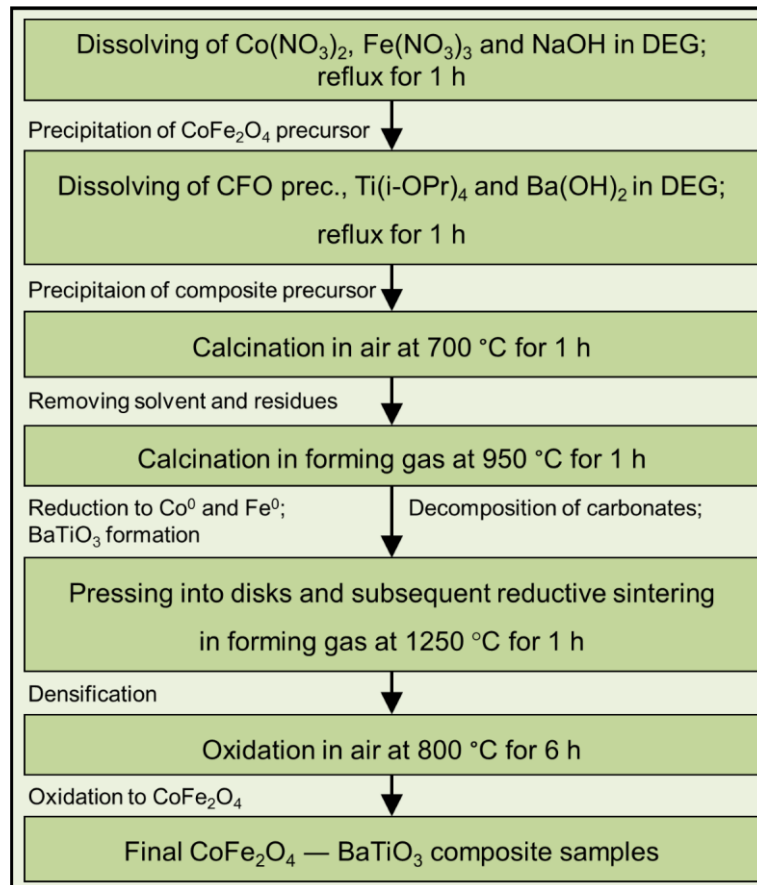 Dissolving of Co(NO₃)₂, Fe(NO₃)₃ and NaOH in DEG;
reflux for 1 h
Precipitation of CoFe₂O₄ precursor
Dissolving of CFO prec., Ti(i-OPr)₄ and Ba(OH)₂ in DEG;
reflux for 1 h
Precipitaion of composite precursor
Calcination in air at 700 °C for 1 h
Removing solvent and residues
Calcination in forming gas at 950 °C for 1 h
Reduction to Co⁰ and Fe⁰;
BaTiO₃ formation
Decomposition of carbonates;
Pressing into disks and subsequent reductive sintering
in forming gas at 1250 °C for 1 h
Densification
Oxidation in air at 800 °C for 6 h
Oxidation to CoFe₂O₄
Final CoFe₂O₄ — BaTiO₃ composite samples